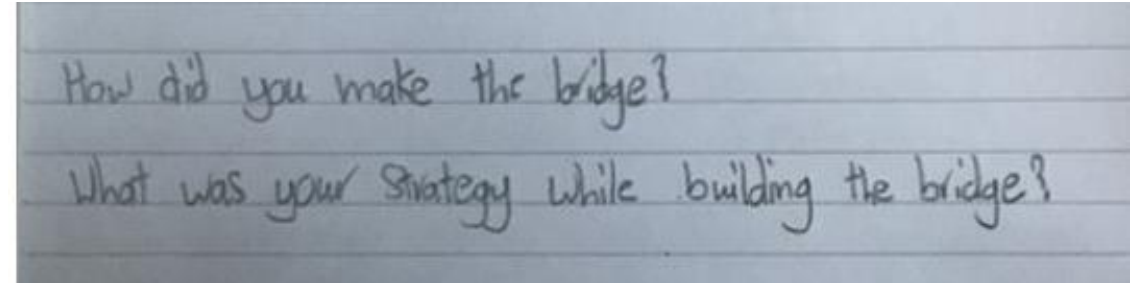 How did you make the bridge?
What was your Strategy while building the bridge?